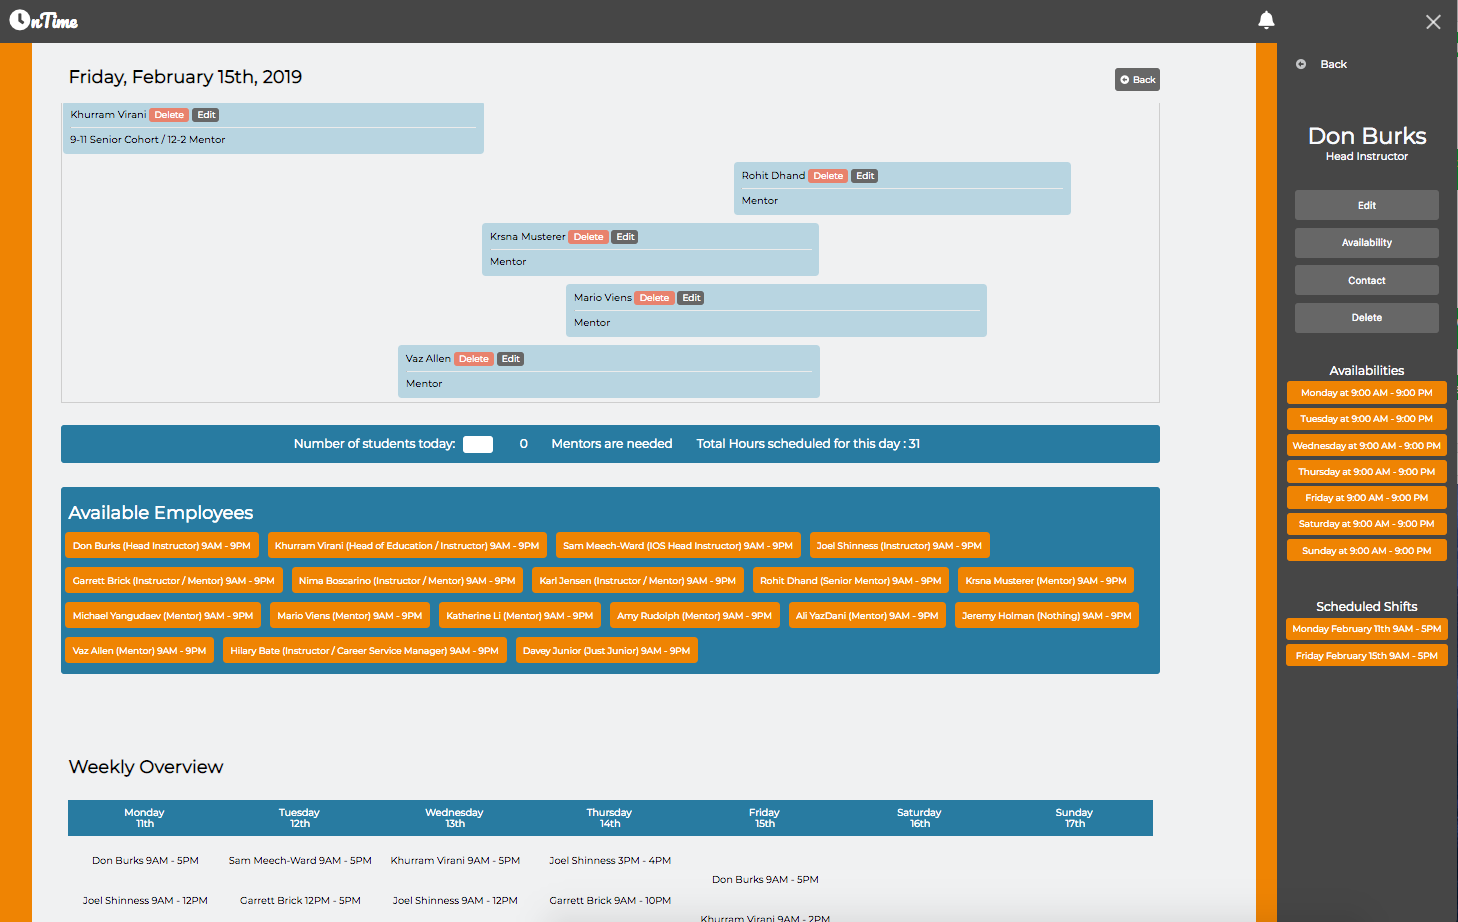 OnTime
Friday, February 15th, 2019
Back
Khurram Virani Delete Edit
9-11 Senior Cohort / 12-2 Mentor
Rohit Dhand Delete Edit
Mentor
Krsna Musterer Delete Edit
Mentor
Mario Viens Delete Edit
Mentor
Vaz Allen Delete Edit
Mentor
Number of students today: 0 Mentors are needed Total Hours scheduled for this day : 31
Available Employees
Don Burks (Head Instructor) 9AM - 9PM Khurram Virani (Head of Education / Instructor) 9AM - 9PM Sam Meech-Ward (IOS Head Instructor) 9AM - 9PM Joel Shinness (Instructor) 9AM - 9PM
Garrett Brick (Instructor / Mentor) 9AM - 9PM Nima Boscarino (Instructor / Mentor) 9AM - 9PM Karl Jensen (Instructor / Mentor) 9AM - 9PM Rohit Dhand (Senior Mentor) 9AM - 9PM Krsna Musterer (Mentor) 9AM - 9PM
Michael Yangudaev (Mentor) 9AM - 9PM Mario Viens (Mentor) 9AM - 9PM Katherine Li (Mentor) 9AM - 9PM Amy Rudolph (Mentor) 9AM - 9PM Ali YazDani (Mentor) 9AM - 9PM Jeremy Holman (Nothing) 9AM - 9PM
Vaz Allen (Mentor) 9AM - 9PM Hilary Bate (Instructor / Career Service Manager) 9AM - 9PM Davey Junior (Just Junior) 9AM - 9PM
Weekly Overview
Monday Tuesday Wednesday Thursday Friday Saturday Sunday
11th 12th 13th 14th 15th 16th 17th
Don Burks 9AM - 5PM Sam Meech-Ward 9AM - 5PM Khurram Virani 9AM - 5PM Joel Shinness 3PM - 4PM
Don Burks 9AM - 5PM
Joel Shinness 9AM - 12PM Garrett Brick 12PM - 5PM Joel Shinness 9AM - 12PM Garrett Brick 9AM - 10PM
Khurram Virani 9AM - 2PM
Back
Don Burks
Head Instructor
Edit
Availability
Contact
Delete
Availabilities
Monday at 9:00 AM - 9:00 PM
Tuesday at 9:00 AM - 9:00 PM
Wednesday at 9:00 AM - 9:00 PM
Thursday at 9:00 AM - 9:00 PM
Friday at 9:00 AM - 9:00 PM
Saturday at 9:00 AM - 9:00 PM
Sunday at 9:00 AM - 9:00 PM
Scheduled Shifts
Monday February 11th 9AM - 5PM
Friday February 15th 9AM - 5PM